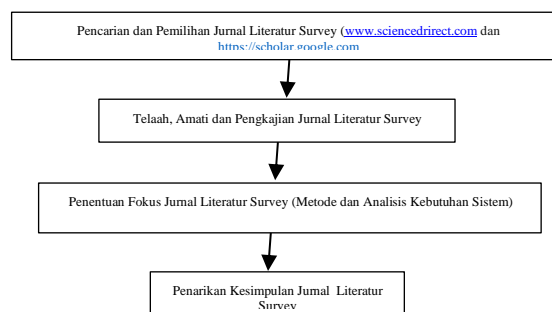 Pencarian dan Pemilihan Jurnal Literatur Survey (www.sciencedrirect.com dan
https://scholar.google.com
Telaah, Amati dan Pengkajian Jurnal Literatur Survey
Penentuan Fokus Jurnal Literatur Survey (Metode dan Analisis Kebutuhan Sistem)
Penarikan Kesimpulan Jurnal Literatur
Survey